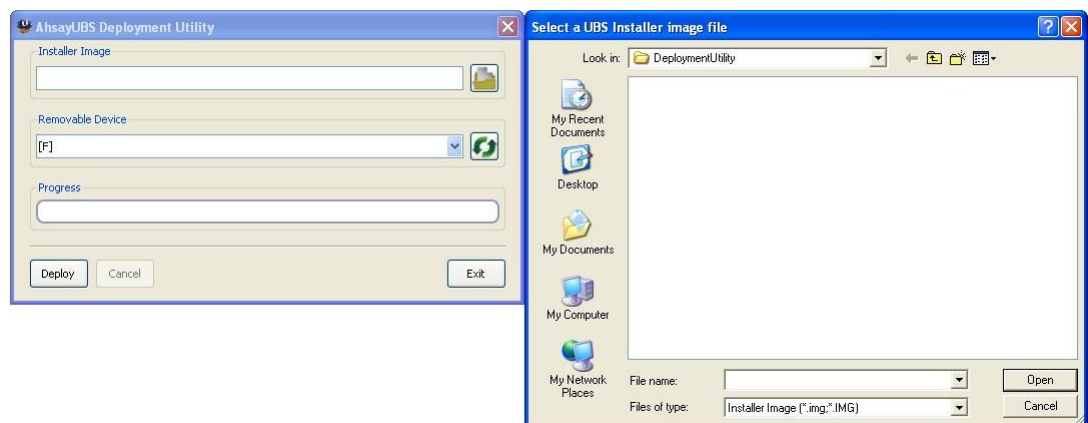 AhsayUBS Deployment Utility
Installer Image
Removable Device
[F]
Progress
Deploy
Cancel
Exit
Select a UBS Installer image file
Look in:
DeploymentUtility
My Recent
Documents
Desktop
My Documents
My Computer
My Network
Places
File name:
Open
Files of type:
Installer Image (*.img;*.IMG)
Cancel